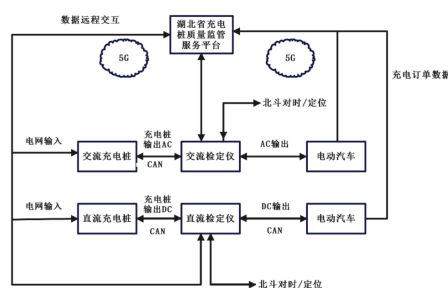 数据远程交互
湖北省充电
桩质量监管
服务平台
5G
5G
充电订单数据
北斗对时/定位
电网输入
交流充电桩
充电桩
输出AC
CAN
交流检定仪
AC输出
电动汽车
电网输入
直流充电桩
充电桩
输出DC
CAN
直流检定仪
DC输出
CAN
电动汽车
北斗对时/定位